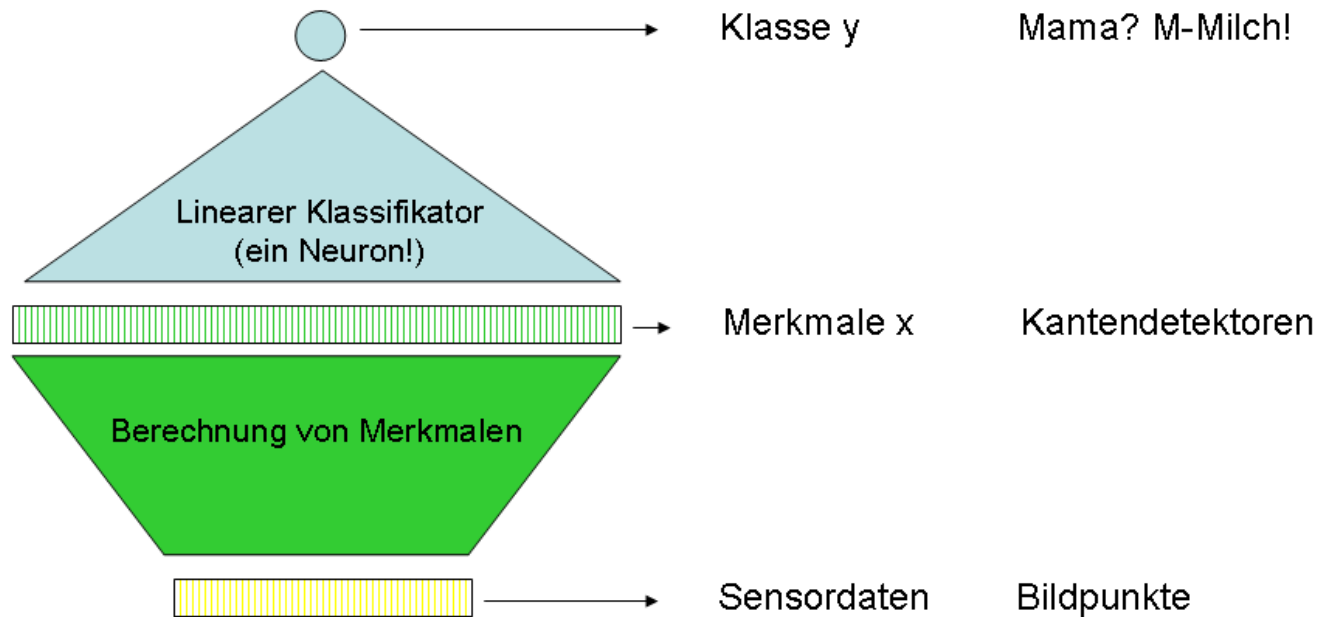 Klasse y Mama? M-Milch!
Linearer Klassifikator
(ein Neuron!)
Merkmale x Kantendetektoren
Berechnung von Merkmalen
Sensordaten Bildpunkte